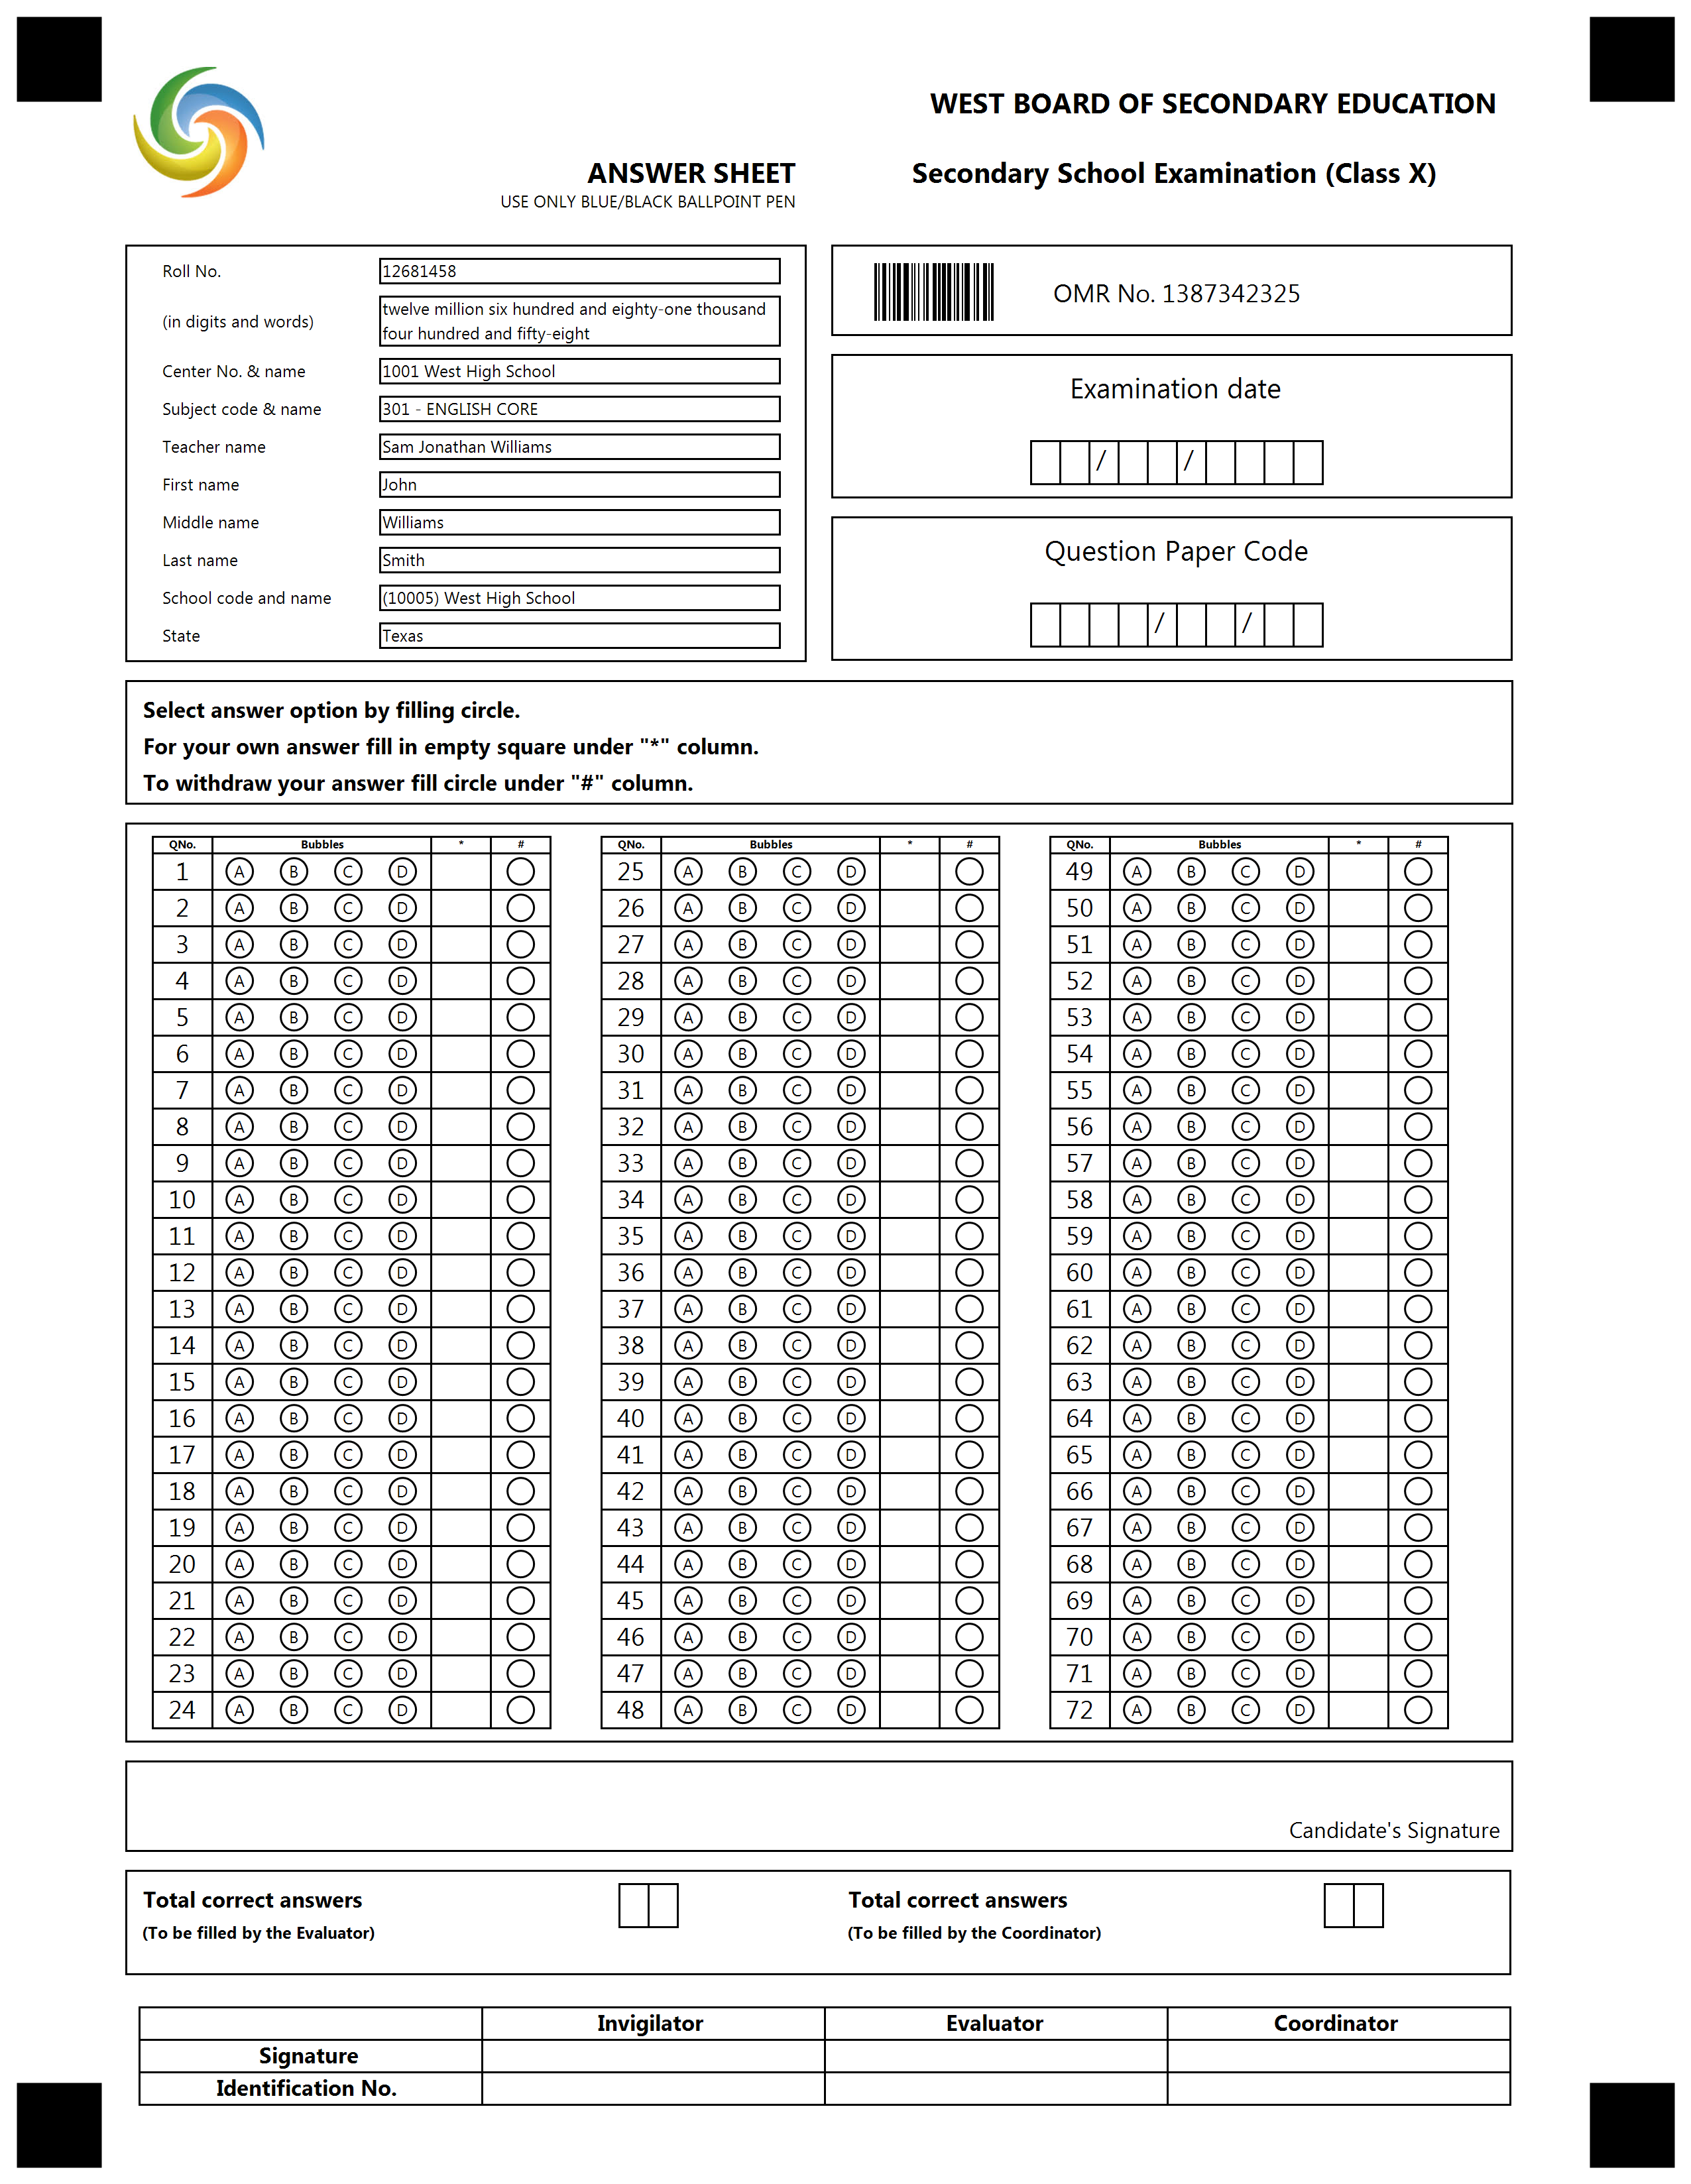 WEST BOARD OF SECONDARY EDUCATION
ANSWER SHEET
Secondary School Examination (Class X)
USE ONLY BLUE/BLACK BALLPOINT PEN
Roll No. 12681458
(in digits and words) twelve million six hundred and eighty-one thousand
four hundred and fifty-eight
Center No. & name 1001 West High School
Subject code & name 301 - ENGLISH CORE
Teacher name Sam Jonathan Williams
First name John
Middle name Williams
Last name Smith
School code and name (10005) West High School
State Texas
OMR No. 1387342325
Examination date
/ /
Question Paper Code
/ /
Select answer option by filling circle.
For your own answer fill in empty square under "*" column.
To withdraw your answer fill circle under "#" column.
QNo. Bubbles * # QNo. Bubbles * # QNo. Bubbles * #
1 A B C D 25 A B C D 49 A B C D
2 A B C D 26 A B C D 50 A B C D
3 A B C D 27 A B C D 51 A B C D
4 A B C D 28 A B C D 52 A B C D
5 A B C D 29 A B C D 53 A B C D
6 A B C D 30 A B C D 54 A B C D
7 A B C D 31 A B C D 55 A B C D
8 A B C D 32 A B C D 56 A B C D
9 A B C D 33 A B C D 57 A B C D
10 A B C D 34 A B C D 58 A B C D
11 A B C D 35 A B C D 59 A B C D
12 A B C D 36 A B C D 60 A B C D
13 A B C D 37 A B C D 61 A B C D
14 A B C D 38 A B C D 62 A B C D
15 A B C D 39 A B C D 63 A B C D
16 A B C D 40 A B C D 64 A B C D
17 A B C D 41 A B C D 65 A B C D
18 A B C D 42 A B C D 66 A B C D
19 A B C D 43 A B C D 67 A B C D
20 A B C D 44 A B C D 68 A B C D
21 A B C D 45 A B C D 69 A B C D
22 A B C D 46 A B C D 70 A B C D
23 A B C D 47 A B C D 71 A B C D
24 A B C D 48 A B C D 72 A B C D
Candidate's Signature
Total correct answers Total correct answers
(To be filled by the Evaluator) (To be filled by the Coordinator)
Invigilator Evaluator Coordinator
Signature
Identification No.